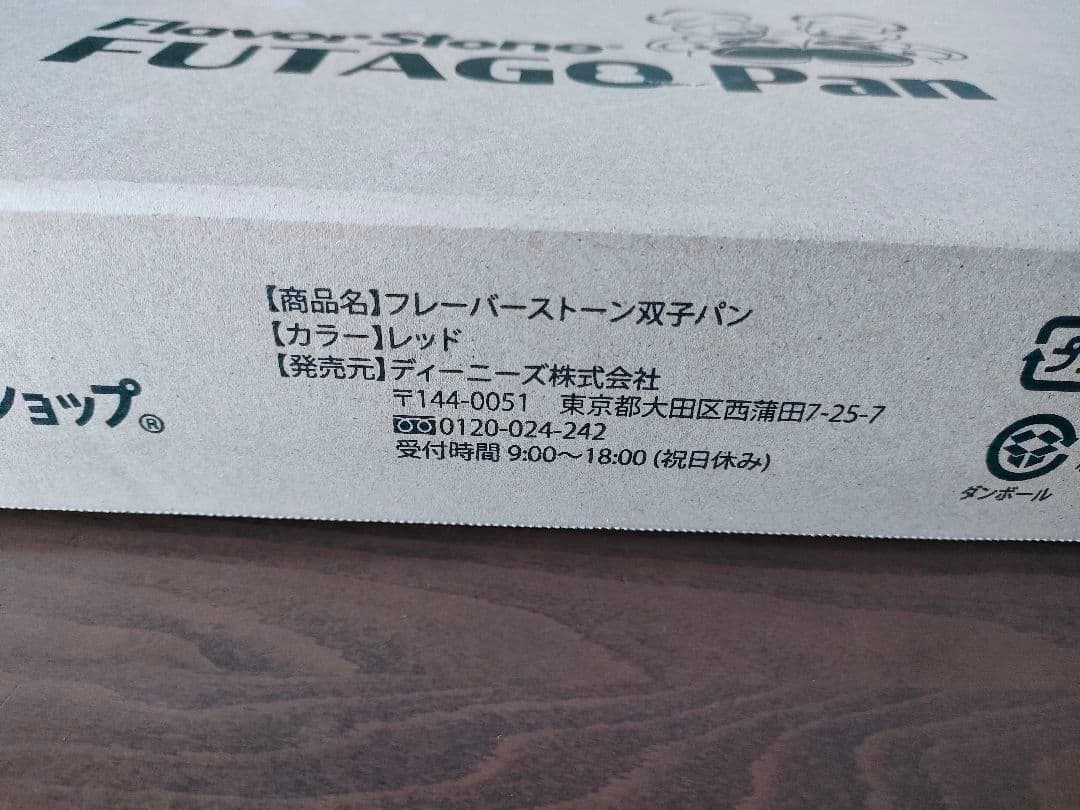 Flavor Stone
FUTAGO Pan
【商品名】フレーバーストーン双子パン
【カラー】レッド
【発売元】ディーニーズ株式会社
〒144-0051 東京都大田区西蒲田7-25-7
0120-024-242
受付時間 9:00～18:00 (祝日休み)
ショップ®
プ
ダンボール